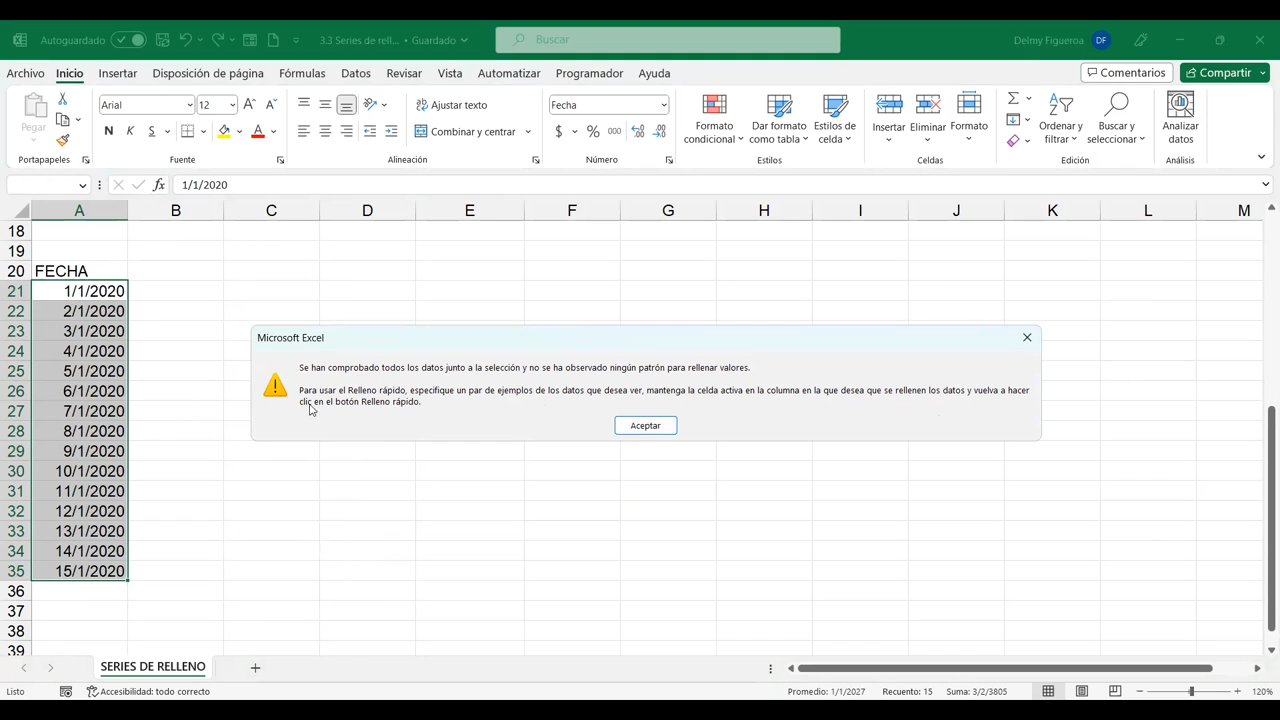 Autoguardado
3.3 Series de rell... • Guardado
Buscar
Delmy Figueroa DF
Archivo Inicio Insertar Disposición de página Fórmulas Datos Revisar Vista Automatizar Programador Ayuda
Comentarios Compartir
Pegar
Arial 12
N K S
Ajustar texto
Combinar y centrar
Fecha
$ % 000
Formato condicional
Dar formato como tabla
Estilos de celda
Insertar Eliminar Formato
Ordenar y filtrar
Buscar y seleccionar
Analizar datos
Portapapeles Fuente Alineación Número Estilos Celdas Edición Análisis
fx 1/1/2020
A B C D E F G H I J K L M
18
19
20 FECHA
21 1/1/2020
22 2/1/2020
23 3/1/2020
24 4/1/2020
25 5/1/2020
26 6/1/2020
27 7/1/2020
28 8/1/2020
29 9/1/2020
30 10/1/2020
31 11/1/2020
32 12/1/2020
33 13/1/2020
34 14/1/2020
35 15/1/2020
36
37
38
39
Microsoft Excel
Se han comprobado todos los datos junto a la selección y no se ha observado ningún patrón para rellenar valores.
Para usar el Relleno rápido, especifique un par de ejemplos de los datos que desea ver, mantenga la celda activa en la columna en la que desea que se rellenen los datos y vuelva a hacer
clic en el botón Relleno rápido.
Aceptar
SERIES DE RELLENO
Listo Accesibilidad: todo correcto Promedio: 1/1/2027 Recuento: 15 Suma: 3/2/3805 120%